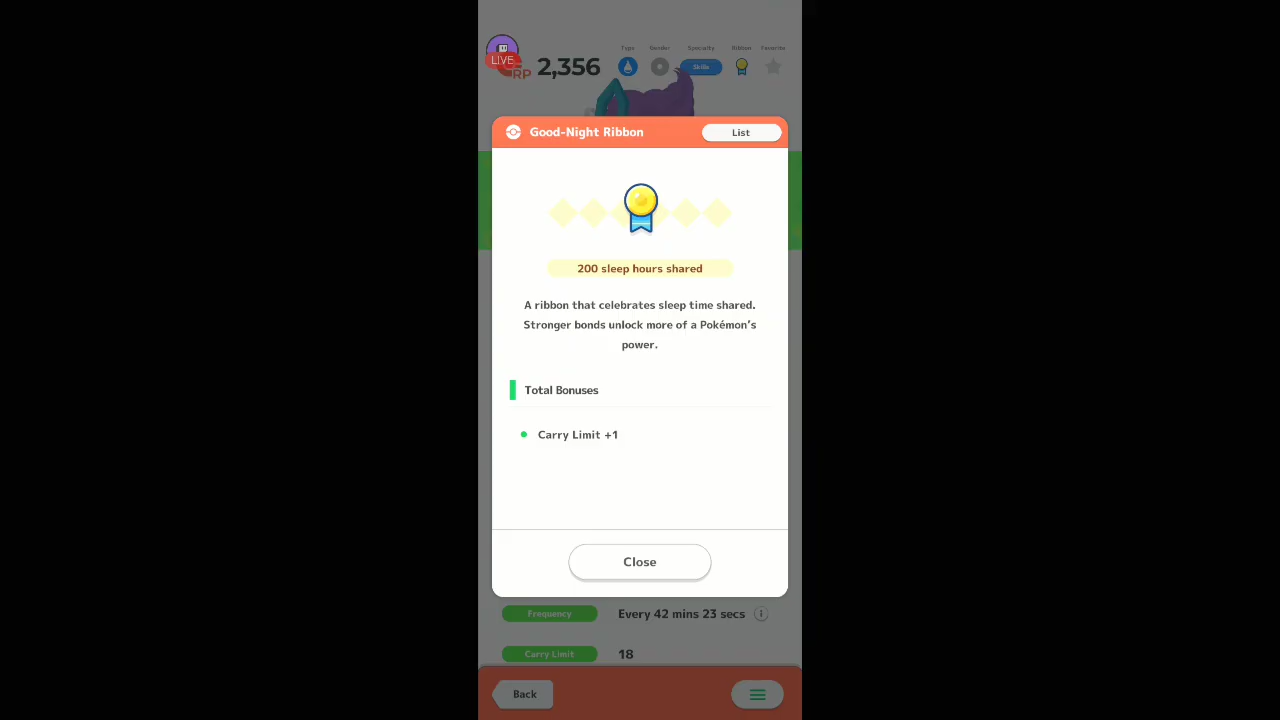 Type Gender Specialty Ribbon Favorite
LIVE
RP 2,356
Skills
Good-Night Ribbon
List
200 sleep hours shared
A ribbon that celebrates sleep time shared.
Stronger bonds unlock more of a Pokémon's
power.
Total Bonuses
Carry Limit +1
Close
Frequency
Every 42 mins 23 secs
Carry Limit
18
Back